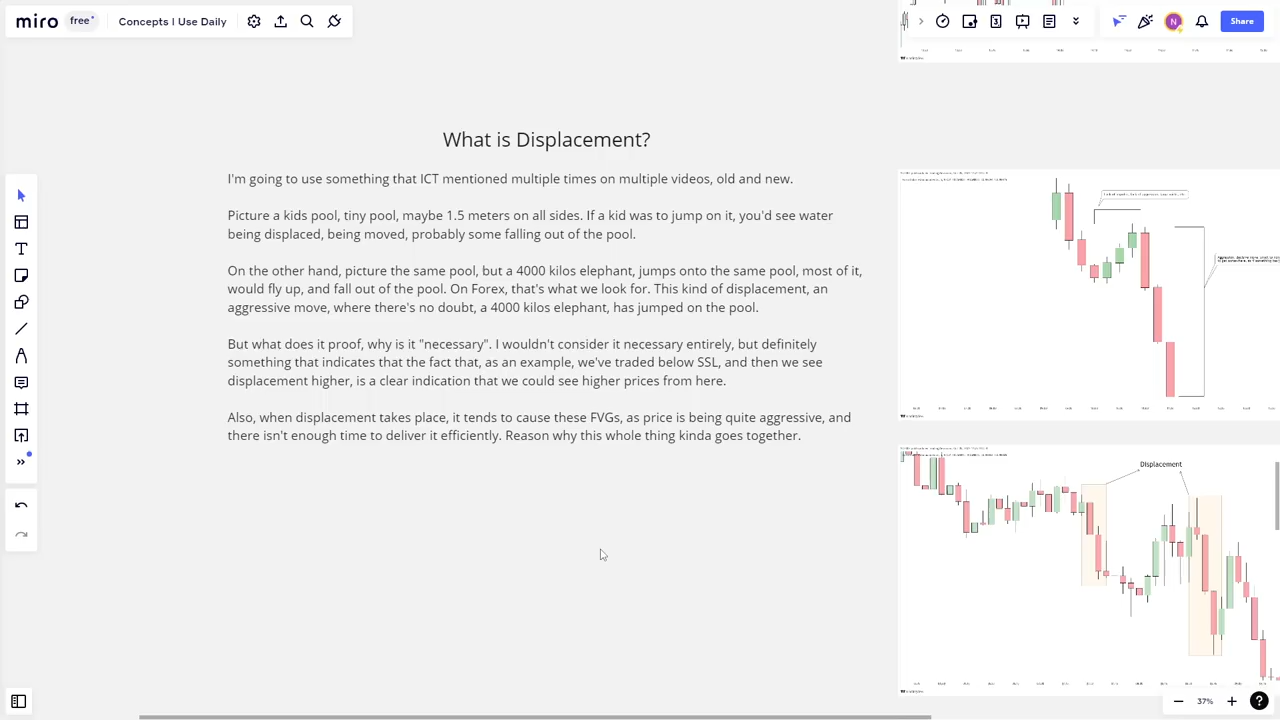 miro free Concepts I Use Daily
Share
What is Displacement?
I'm going to use something that ICT mentioned multiple times on multiple videos, old and new.
Picture a kids pool, tiny pool, maybe 1.5 meters on all sides. If a kid was to jump on it, you'd see water
being displaced, being moved, probably some falling out of the pool.
On the other hand, picture the same pool, but a 4000 kilos elephant, jumps onto the same pool, most of it,
would fly up, and fall out of the pool. On Forex, that's what we look for. This kind of displacement, an
aggressive move, where there's no doubt, a 4000 kilos elephant, has jumped on the pool.
But what does it proof, why is it "necessary". I wouldn't consider it necessary entirely, but definitely
something that indicates that the fact that, as an example, we've traded below SSL, and then we see
displacement higher, is a clear indication that we could see higher prices from here.
Also, when displacement takes place, it tends to cause these FVGs, as price is being quite aggressive, and
there isn't enough time to deliver it efficiently. Reason why this whole thing kinda goes together.
Displacement
37%